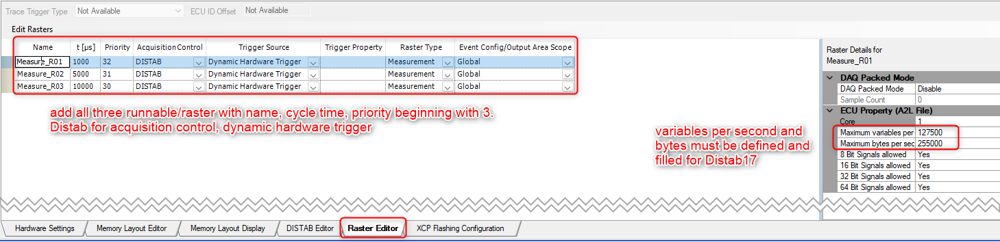 Trace Trigger Type Not Available ECU ID Offset Not Available
Edit Rasters
Name t [µs] Priority Acquisition Control Trigger Source Trigger Property Raster Type Event Config/Output Area Scope
Measure_R01 1000 32 DISTAB Dynamic Hardware Trigger Measurement Global
Measure_R02 5000 31 DISTAB Dynamic Hardware Trigger Measurement Global
Measure_R03 10000 30 DISTAB Dynamic Hardware Trigger Measurement Global
add all three runnable/raster with name, cycle time, priority beginning with 3.
Distab for acquisition control, dynamic hardware trigger
variables per second and
bytes must be defined and
filled for Distab17
Raster Details for
Measure_R01
DAQ Packed Mode
DAQ Packed Mode Disable
Sample Count 0
ECU Property (A2L File)
Core 1
Maximum variables per 127500
Maximum bytes per sec 255000
8 Bit Signals allowed Yes
16 Bit Signals allowed Yes
32 Bit Signals allowed Yes
64 Bit Signals allowed Yes
Hardware Settings Memory Layout Editor Memory Layout Display DISTAB Editor Raster Editor XCP Flashing Configuration